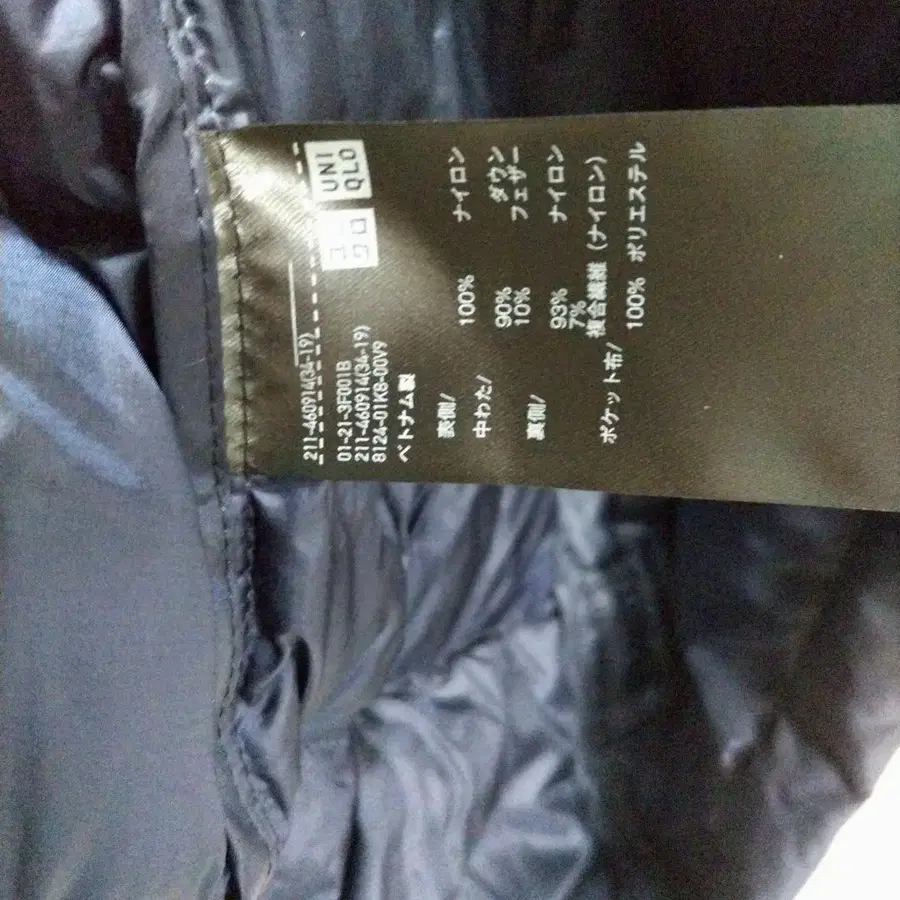 UNI
QLO
ユニ
クロ
211-460914(34-19)
01-21-3F001B
211-460914(34-19)
8124-01K8-00V9
ベトナム製
表側/ 100% ナイロン
中わた/ 90% ダウン
10% フェザー
裏側/ 93% ナイロン
7% 複合繊維(ナイロン)
ポケット布/ 100% ポリエステル